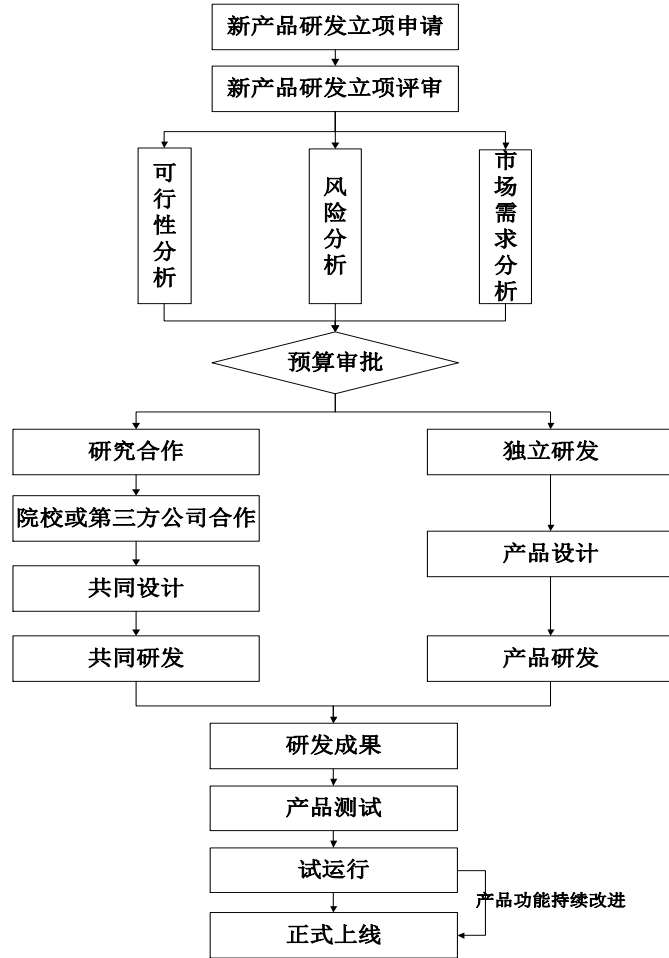 新产品研发立项申请
新产品研发立项评审
可行性分析
风险分析
市场需求分析
预算审批
研究合作
独立研发
院校或第三方公司合作
产品设计
共同设计
共同研发
产品研发
研发成果
产品测试
试运行
产品功能持续改进
正式上线